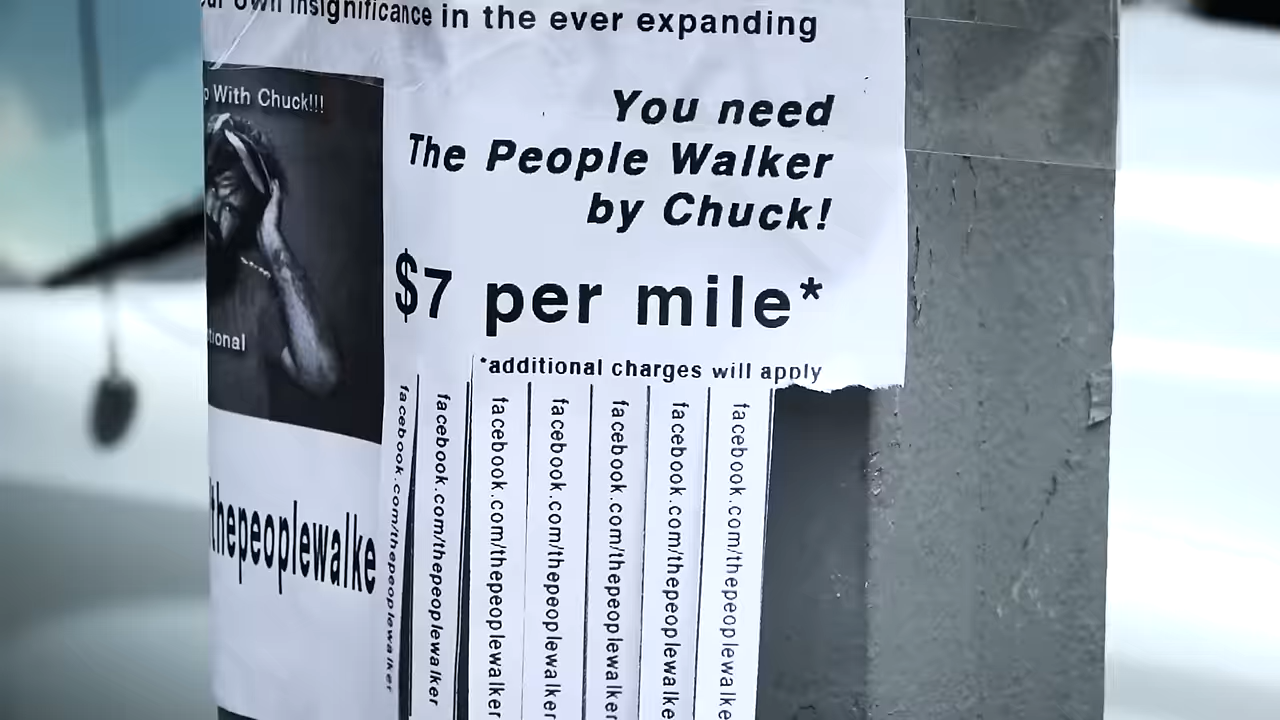 own insignificance in the ever expanding
With Chuck!!!
You need
The People Walker
by Chuck!
$7 per mile*
*additional charges will apply
thepeoplewalke
facebook.com/thepeoplewalker
facebook.com/thepeoplewalker
facebook.com/thepeoplewalker
facebook.com/thepeoplewalker
facebook.com/thepeoplewalke
facebook.com/thepeoplewalke
facebook.com/thepeoplewalke